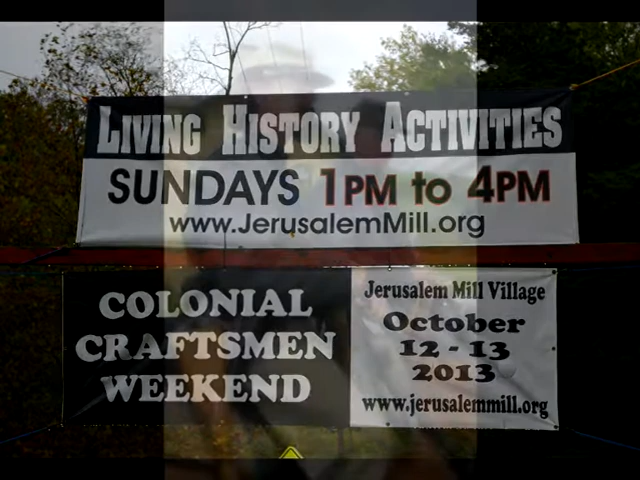 LIVING HISTORY ACTIVITIES
SUNDAYS 1PM to 4PM
www.JerusalemMill.org
COLONIAL
CRAFTSMEN
WEEKEND
Jerusalem Mill Village
October
12 - 13
2013
www.jerusalemmill.org